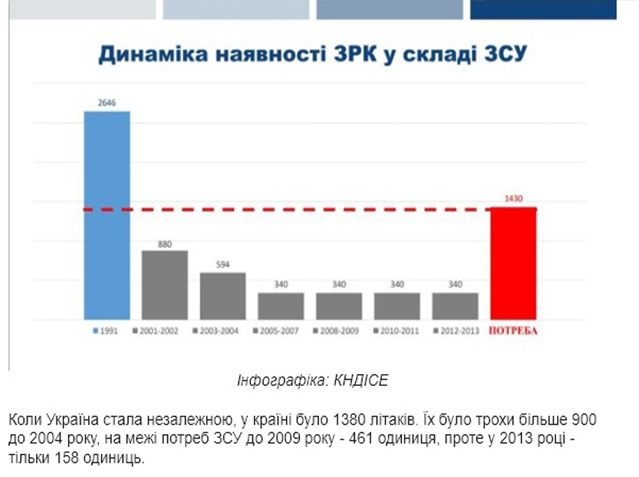 Динаміка наявності ЗРК у складі ЗСУ
2646
1430
880
594
340 340 340 340
1991 2001-2002 2003-2004 2005-2007 2008-2009 2010-2011 2012-2013 ПОТРЕБА
Інфографіка: КНДІСЕ
Коли Україна стала незалежною, у країні було 1380 літаків. Їх було трохи більше 900
до 2004 року, на межі потреб ЗСУ до 2009 року - 461 одиниця, проте у 2013 році -
тільки 158 одиниць.